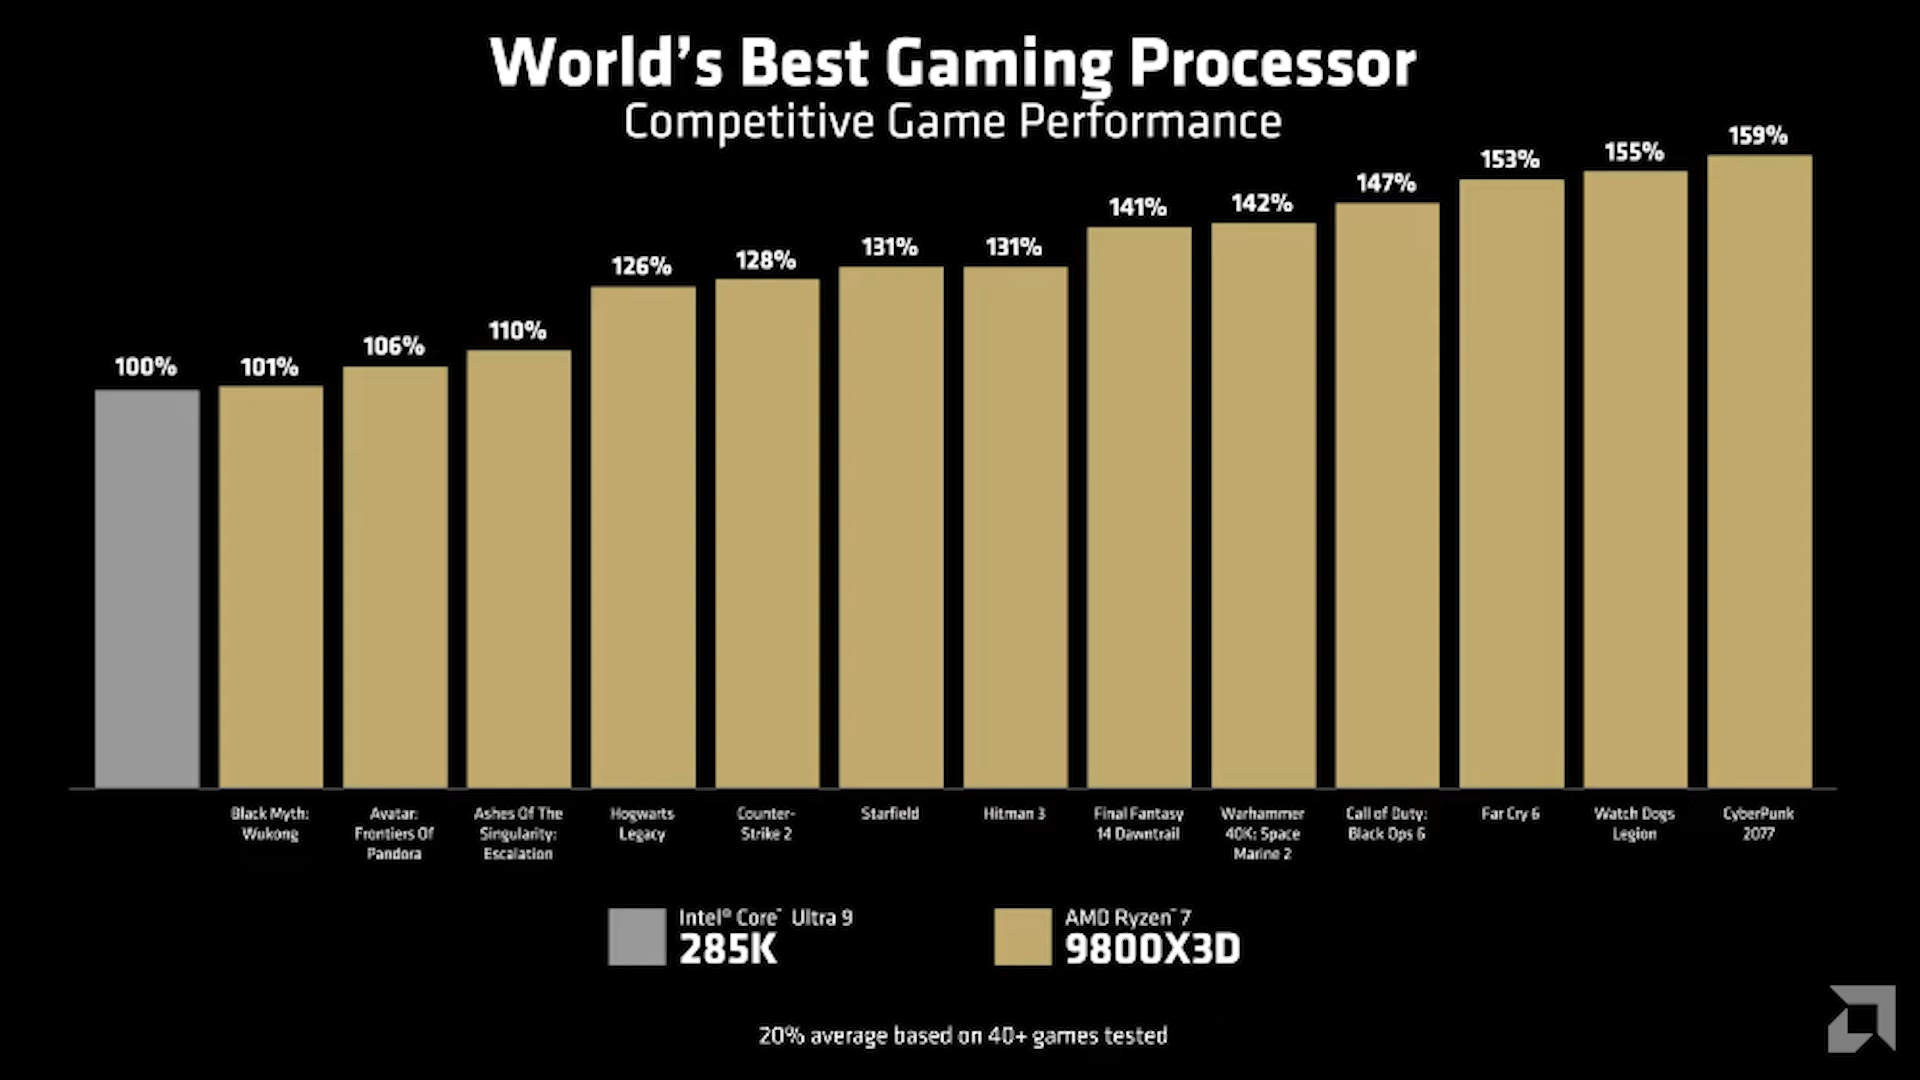 World's Best Gaming Processor
Competitive Game Performance
100%
101%
106%
110%
126%
128%
131%
131%
141%
142%
147%
153%
155%
159%
Black Myth:
Wukong
Avatar:
Frontiers Of
Pandora
Ashes Of The
Singularity:
Escalation
Hogwarts
Legacy
Counter-
Strike 2
Starfield
Hitman 3
Final Fantasy
14 Dawntrail
Warhammer
40K: Space
Marine 2
Call of Duty:
Black Ops 6
Far Cry 6
Watch Dogs
Legion
CyberPunk
2077
Intel® Core™ Ultra 9
285K
AMD Ryzen™ 7
9800X3D
20% average based on 40+ games tested